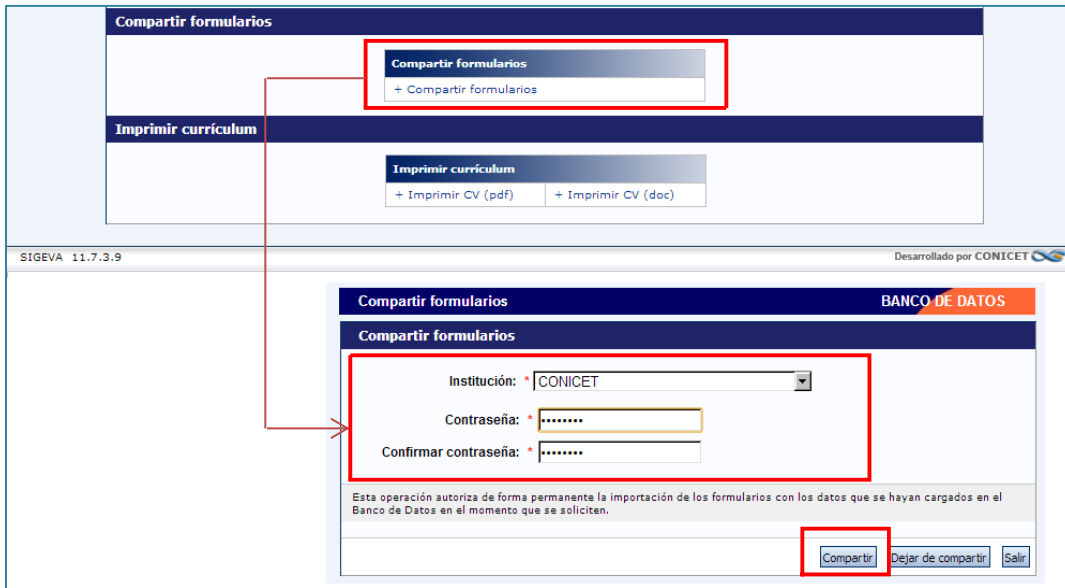 Compartir formularios
Compartir formularios
+ Compartir formularios
Imprimir currículum
Imprimir currículum
+ Imprimir CV (pdf) + Imprimir CV (doc)
SIGEVA 11.7.3.9 Desarrollado por CONICET
Compartir formularios BANCO DE DATOS
Compartir formularios
Institución: * CONICET
Contraseña: * ••••••••
Confirmar contraseña: * ••••••••
Esta operación autoriza de forma permanente la importación de los formularios con los datos que se hayan cargados en el
Banco de Datos en el momento que se soliciten.
Compartir Dejar de compartir Salir